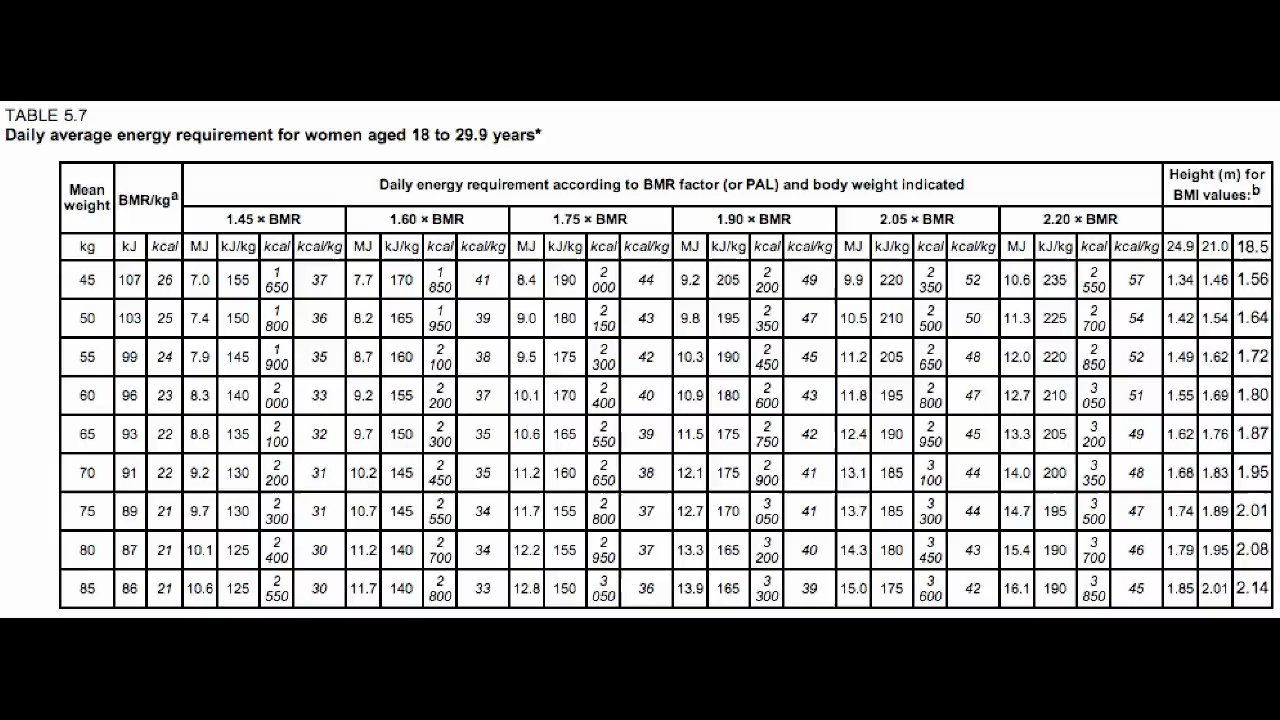 TABLE 5.7
Daily average energy requirement for women aged 18 to 29.9 years*
Mean weight BMR/kga Daily energy requirement according to BMR factor (or PAL) and body weight indicated Height (m) for BMI values:b
1.45 × BMR 1.60 × BMR 1.75 × BMR 1.90 × BMR 2.05 × BMR 2.20 × BMR
kg kJ kcal MJ kJ/kg kcal kcal/kg MJ kJ/kg kcal kcal/kg MJ kJ/kg kcal kcal/kg MJ kJ/kg kcal kcal/kg MJ kJ/kg kcal kcal/kg MJ kJ/kg kcal kcal/kg 24.9 21.0 18.5
45 107 26 7.0 155 1 650 37 7.7 170 1 850 41 8.4 190 2 000 44 9.2 205 2 200 49 9.9 220 2 350 52 10.6 235 2 550 57 1.34 1.46 1.56
50 103 25 7.4 150 1 800 36 8.2 165 1 950 39 9.0 180 2 150 43 9.8 195 2 350 47 10.5 210 2 500 50 11.3 225 2 700 54 1.42 1.54 1.64
55 99 24 7.9 145 1 900 35 8.7 160 2 100 38 9.5 175 2 300 42 10.3 190 2 450 45 11.2 205 2 650 48 12.0 220 2 850 52 1.49 1.62 1.72
60 96 23 8.3 140 2 000 33 9.2 155 2 200 37 10.1 170 2 400 40 10.9 180 2 600 43 11.8 195 2 800 47 12.7 210 3 050 51 1.55 1.69 1.80
65 93 22 8.8 135 2 100 32 9.7 150 2 300 35 10.6 165 2 550 39 11.5 175 2 750 42 12.4 190 2 950 45 13.3 205 3 200 49 1.62 1.76 1.87
70 91 22 9.2 130 2 200 31 10.2 145 2 450 35 11.2 160 2 650 38 12.1 175 2 900 41 13.1 185 3 100 44 14.0 200 3 350 48 1.68 1.83 1.95
75 89 21 9.7 130 2 300 31 10.7 145 2 550 34 11.7 155 2 800 37 12.7 170 3 050 41 13.7 185 3 300 44 14.7 195 3 500 47 1.74 1.89 2.01
80 87 21 10.1 125 2 400 30 11.2 140 2 700 34 12.2 155 2 950 37 13.3 165 3 200 40 14.3 180 3 450 43 15.4 190 3 700 46 1.79 1.95 2.08
85 86 21 10.6 125 2 550 30 11.7 140 2 800 33 12.8 150 3 050 36 13.9 165 3 300 39 15.0 175 3 600 42 16.1 190 3 850 45 1.85 2.01 2.14